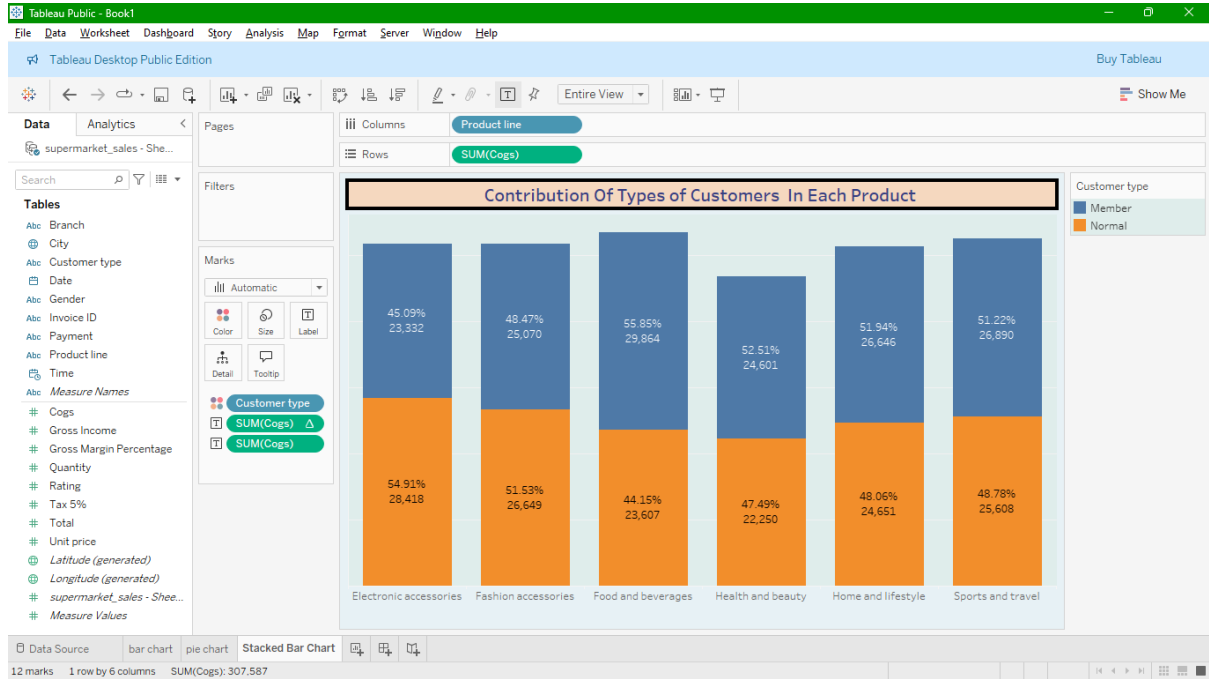 Tableau Public - Book1
File Data Worksheet Dashboard Story Analysis Map Format Server Window Help
Tableau Desktop Public Edition
Buy Tableau
Entire View
Show Me
Data Analytics
supermarket_sales - She...
Search
Tables
Abc Branch
City
Abc Customer type
Date
Abc Gender
Abc Invoice ID
Abc Payment
Abc Product line
Time
Abc Measure Names
# Cogs
# Gross Income
# Gross Margin Percentage
# Quantity
# Rating
# Tax 5%
# Total
# Unit price
Latitude (generated)
Longitude (generated)
# supermarket_sales - Shee...
# Measure Values
Pages
Filters
Marks
Automatic
Color Size Label
Detail Tooltip
Customer type
SUM(Cogs) Δ
SUM(Cogs)
Columns Product line
Rows SUM(Cogs)
Contribution Of Types of Customers In Each Product
45.09%
23,332
48.47%
25,070
55.85%
29,864
52.51%
24,601
51.94%
26,646
51.22%
26,890
54.91%
28,418
51.53%
26,649
44.15%
23,607
47.49%
22,250
48.06%
24,651
48.78%
25,608
Electronic accessories Fashion accessories Food and beverages Health and beauty Home and lifestyle Sports and travel
Customer type
Member
Normal
Data Source bar chart pie chart Stacked Bar Chart
12 marks 1 row by 6 columns SUM(Cogs): 307,587